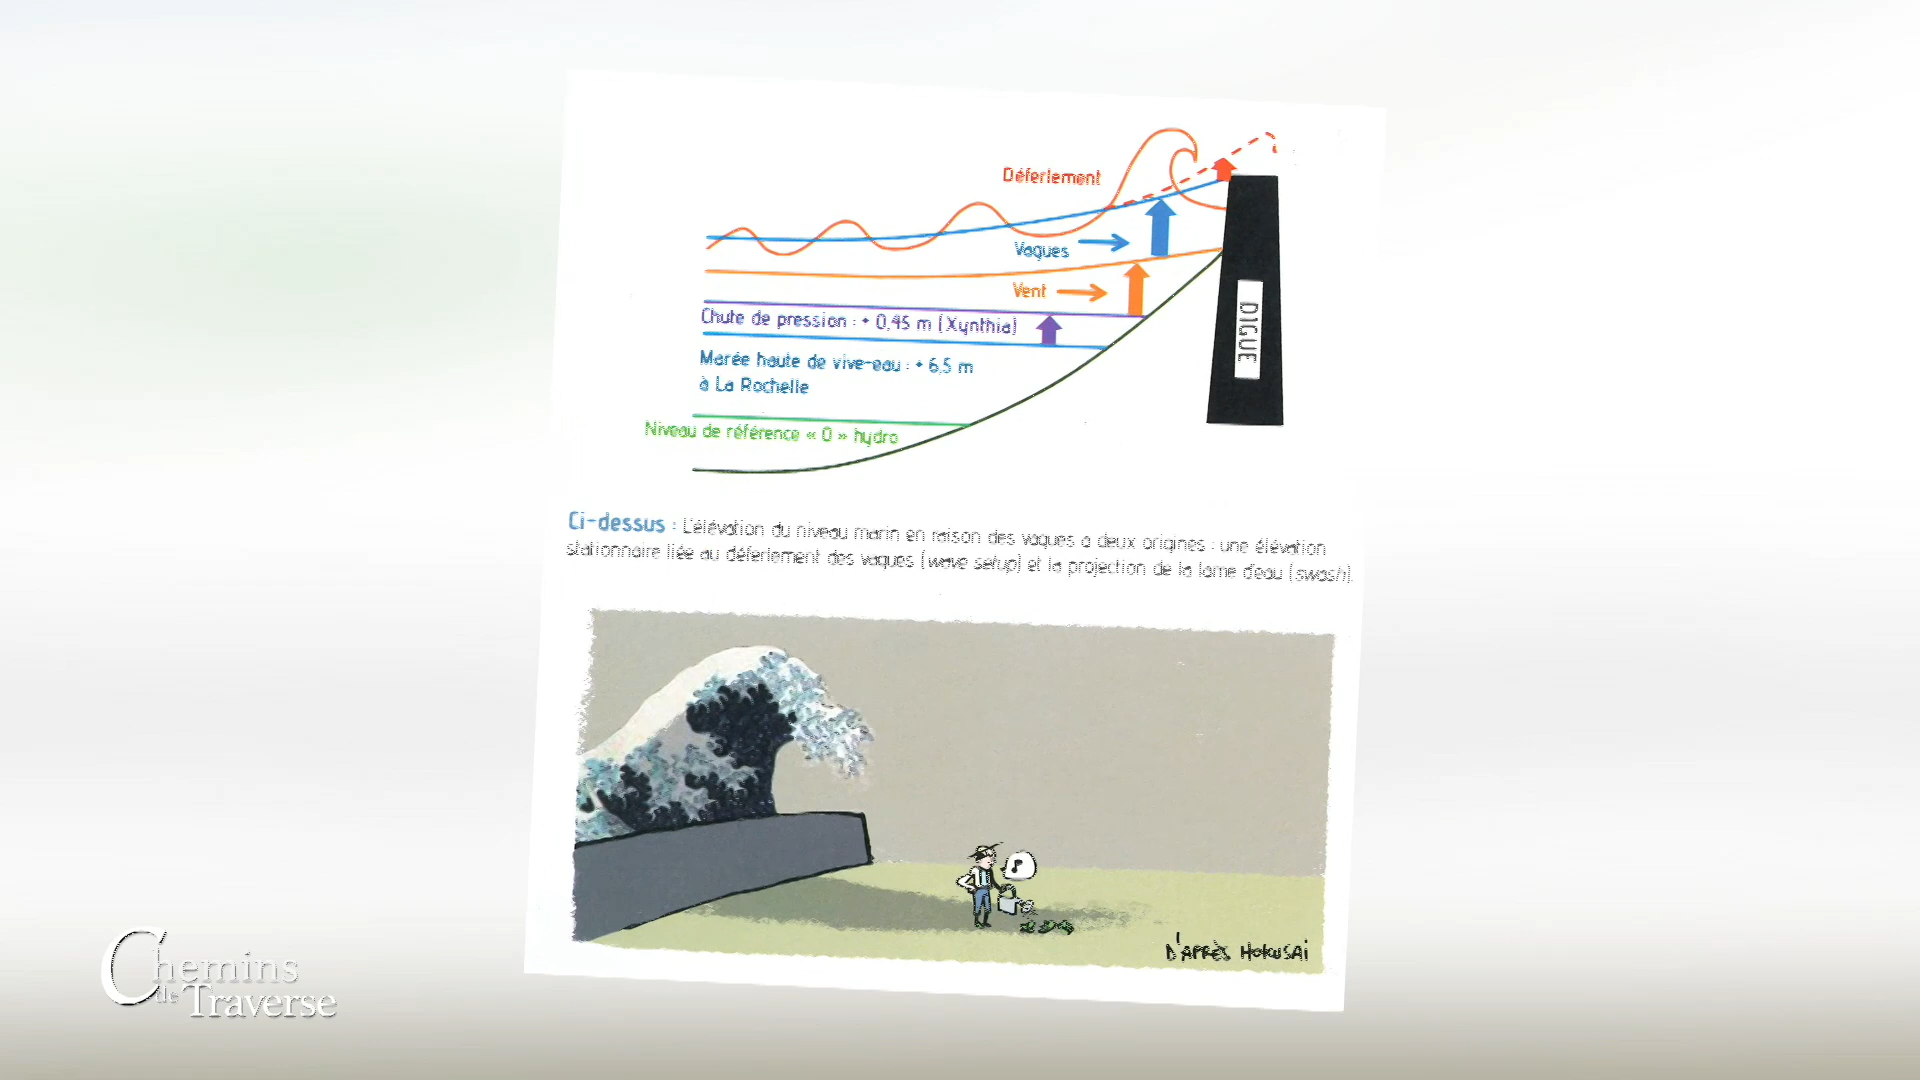 Déferlement
Vagues
Vent
Chute de pression : + 0,45 m (Xynthia)
Marée haute de vive-eau : + 6,5 m
à La Rochelle
Niveau de référence « 0 » hydro
DIGUE
Ci-dessus : L'élévation du niveau marin en raison des vagues a deux origines : une élévation
stationnaire liée au déferlement des vagues (wave setup) et la projection de la lame d'eau (swash).
D'APRÈS HOKUSAI
Chemins
de Traverse